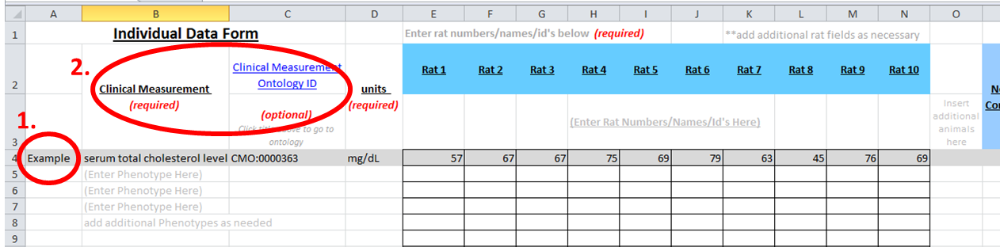 A B C D E F G H I J K L M N O
1 Individual Data Form Enter rat numbers/names/id's below (required) **add additional rat fields as necessary
2.
Clinical Measurement
Ontology ID
Rat 1 Rat 2 Rat 3 Rat 4 Rat 5 Rat 6 Rat 7 Rat 8 Rat 9 Rat 10
2 Clinical Measurement units
(required) (optional) (required) Insert
additional
animals
here
1.
Click title above to go to
ontology
(Enter Rat Numbers/Names/Id's Here)
3
4 Example serum total cholesterol level CMO:0000363 mg/dL 57 67 67 75 69 79 63 45 76 69
5 (Enter Phenotype Here)
6 (Enter Phenotype Here)
7 (Enter Phenotype Here)
8 add additional Phenotypes as needed
9